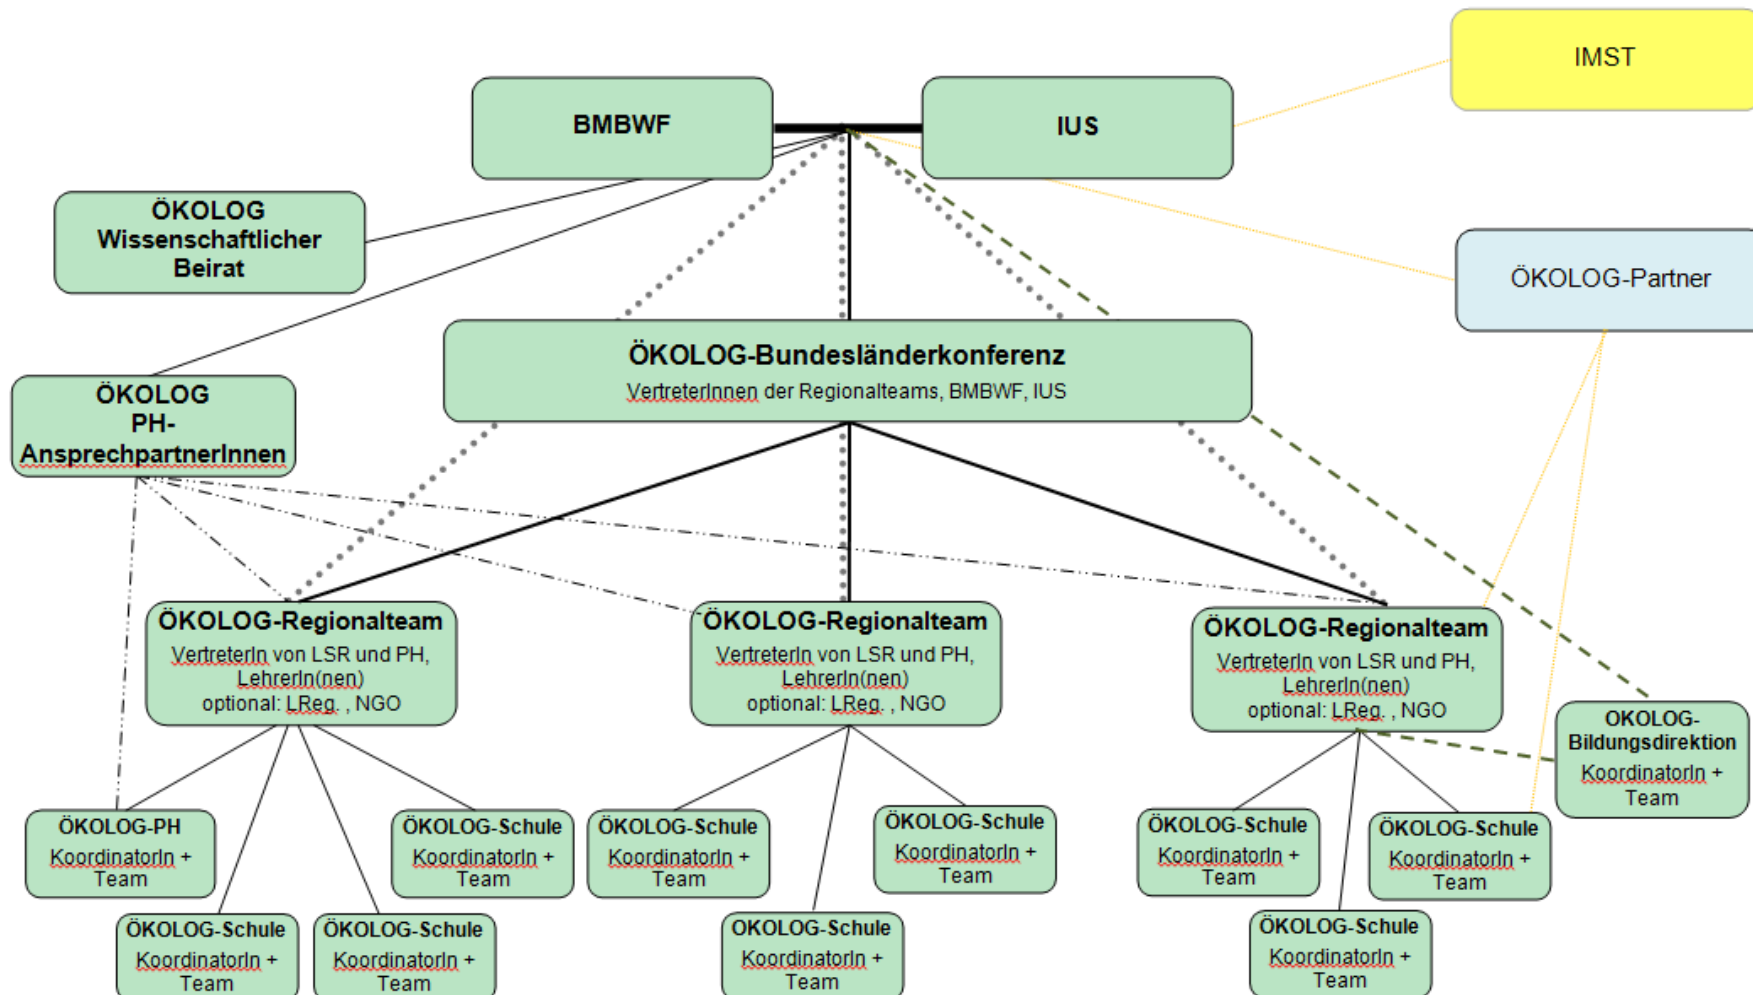 IMST
BMBWF
IUS
ÖKOLOG
Wissenschaftlicher
Beirat
ÖKOLOG-Partner
ÖKOLOG-Bundesländerkonferenz
VertreterInnen der Regionalteams, BMBWF, IUS
ÖKOLOG
PH-
AnsprechpartnerInnen
ÖKOLOG-Regionalteam
VertreterIn von LSR und PH,
LehrerIn(nen)
optional: LReg. , NGO
ÖKOLOG-Regionalteam
VertreterIn von LSR und PH,
LehrerIn(nen)
optional: LReg. , NGO
ÖKOLOG-Regionalteam
VertreterIn von LSR und PH,
LehrerIn(nen)
optional: LReg. , NGO
ÖKOLOG-
Bildungsdirektion
KoordinatorIn +
Team
ÖKOLOG-PH
KoordinatorIn +
Team
ÖKOLOG-Schule
KoordinatorIn +
Team
ÖKOLOG-Schule
KoordinatorIn +
Team
ÖKOLOG-Schule
KoordinatorIn +
Team
ÖKOLOG-Schule
KoordinatorIn +
Team
ÖKOLOG-Schule
KoordinatorIn +
Team
ÖKOLOG-Schule
KoordinatorIn +
Team
ÖKOLOG-Schule
KoordinatorIn +
Team
ÖKOLOG-Schule
KoordinatorIn +
Team
ÖKOLOG-Schule
KoordinatorIn +
Team